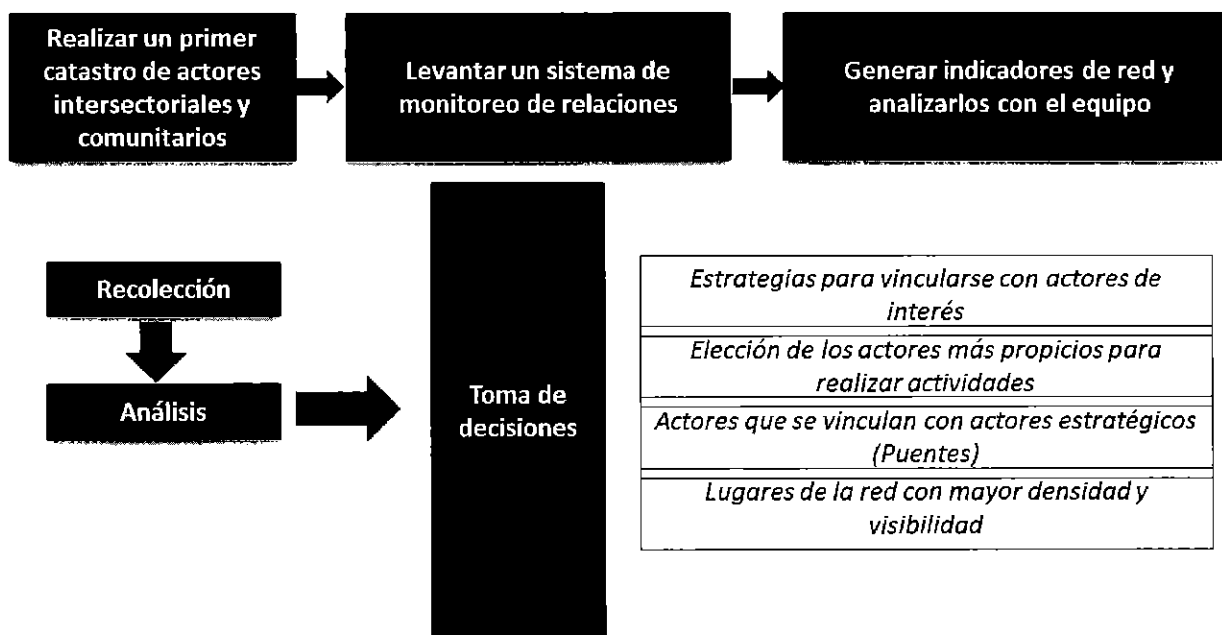 Realizar un primer
catastro de actores
intersectoriales y
comunitarios
Levantar un sistema de
monitoreo de relaciones
Generar indicadores de red y
analizarlos con el equipo
Recolección
Análisis
Toma de
decisiones
Estrategias para vincularse con actores de
interés
Elección de los actores más propicios para
realizar actividades
Actores que se vinculan con actores estratégicos
(Puentes)
Lugares de la red con mayor densidad y
visibilidad